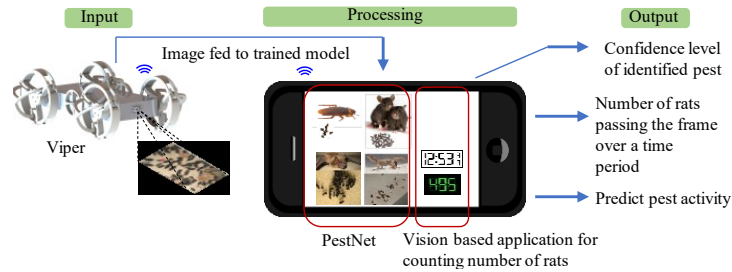 Input
Processing
Output
Image fed to trained model
Viper
12:53
495
PestNet
Vision based application for
counting number of rats
Confidence level
of identified pest
Number of rats
passing the frame
over a time
period
Predict pest activity